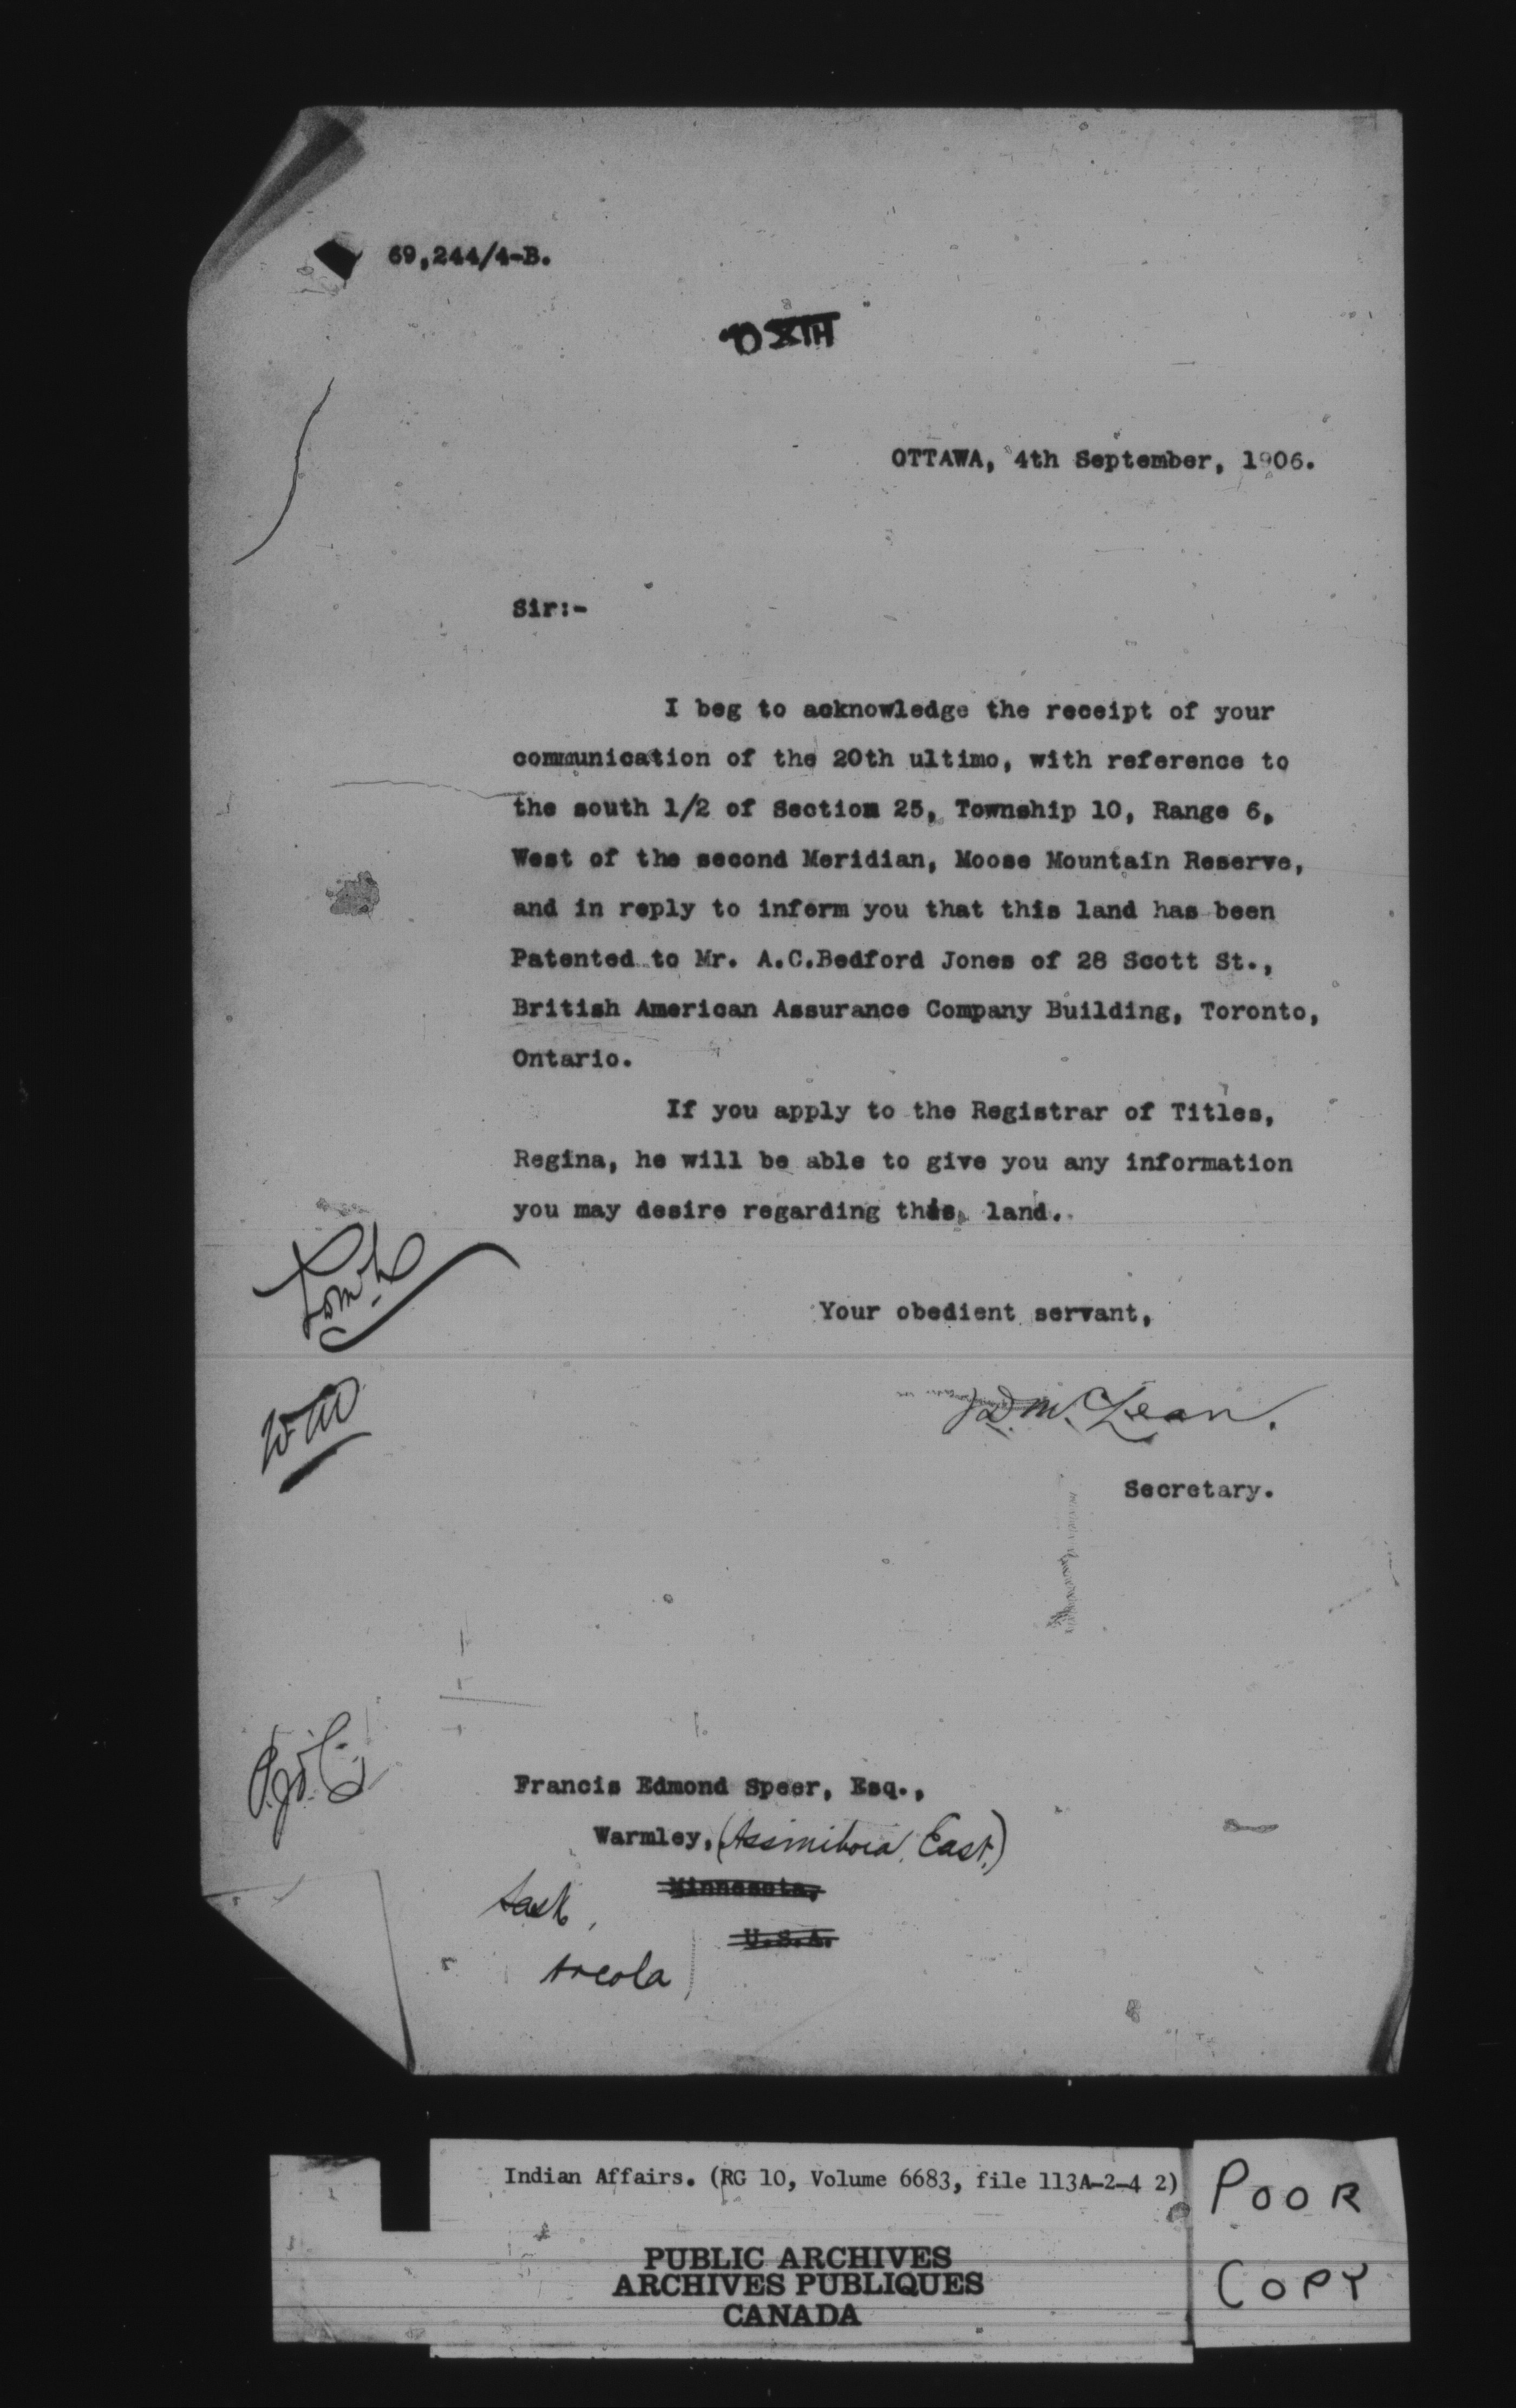 69,244/4-B.
OTTAWA, 4th September, 1906.
Sir:-
I beg to acknowledge the receipt of your
communication of the 20th ultimo, with reference to
the south 1/2 of Section 25, Township 10, Range 6,
West of the second Meridian, Moose Mountain Reserve,
and in reply to inform you that this land has been
Patented to Mr. A.C.Bedford Jones of 28 Scott St.,
British American Assurance Company Building, Toronto,
Ontario.
If you apply to the Registrar of Titles,
Regina, he will be able to give you any information
you may desire regarding this land.
Your obedient servant,
J.D. McLean.
Secretary.
Francis Edmond Speer, Esq.,
Warmley, (Assiniboia East.)
Minnesota,
Sask,
U.S.A.
Arcola
Indian Affairs. (RG 10, Volume 6683, file 113A-2-4 2)
POOR
COPY
PUBLIC ARCHIVES
ARCHIVES PUBLIQUES
CANADA